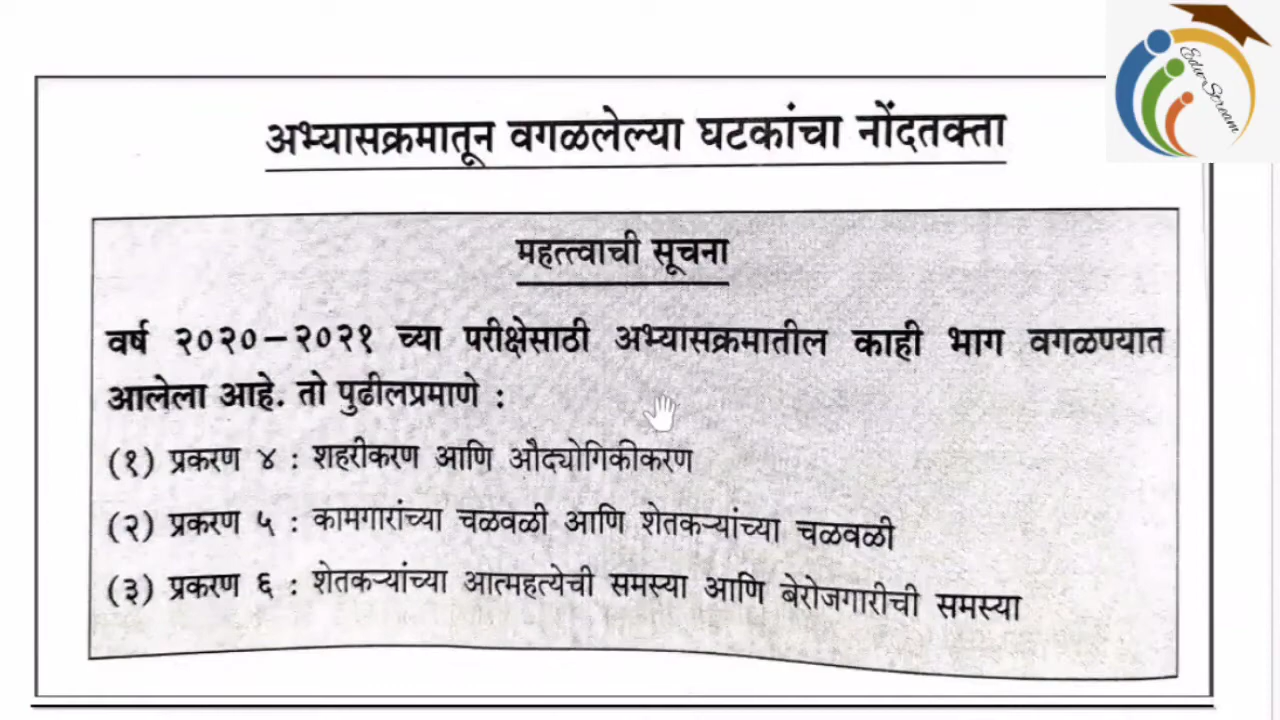 Edu-Scream
अभ्यासक्रमातून वगळलेल्या घटकांचा नोंदतक्ता
महत्त्वाची सूचना
वर्ष २०२०–२०२१ च्या परीक्षेसाठी अभ्यासक्रमातील काही भाग वगळण्यात
आलेला आहे. तो पुढीलप्रमाणे :
(१) प्रकरण ४ : शहरीकरण आणि औद्योगिकीकरण
(२) प्रकरण ५ : कामगारांच्या चळवळी आणि शेतकऱ्यांच्या चळवळी
(३) प्रकरण ६ : शेतकऱ्यांच्या आत्महत्येची समस्या आणि बेरोजगारीची समस्या